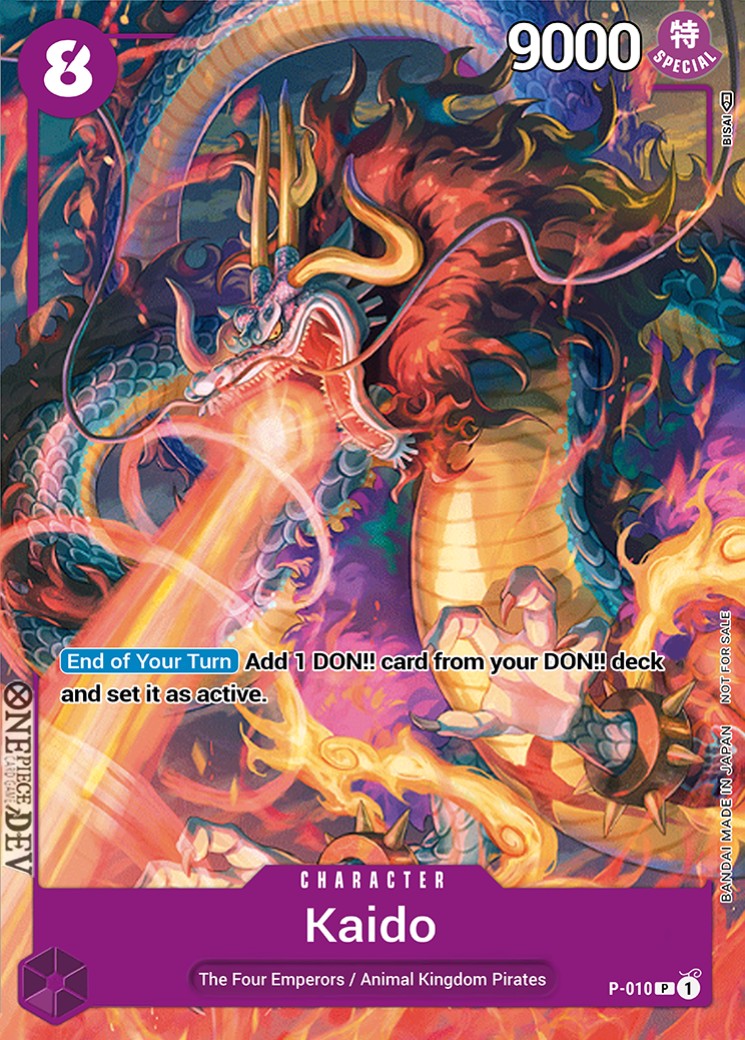 8
9000
特
SPECIAL
BISAI
End of Your Turn Add 1 DON!! card from your DON!! deck
and set it as active.
NOT FOR SALE
BANDAI MADE IN JAPAN
ONE PIECE
CARD GAME
.DEV
CHARACTER
Kaido
The Four Emperors / Animal Kingdom Pirates
P-010 P 1